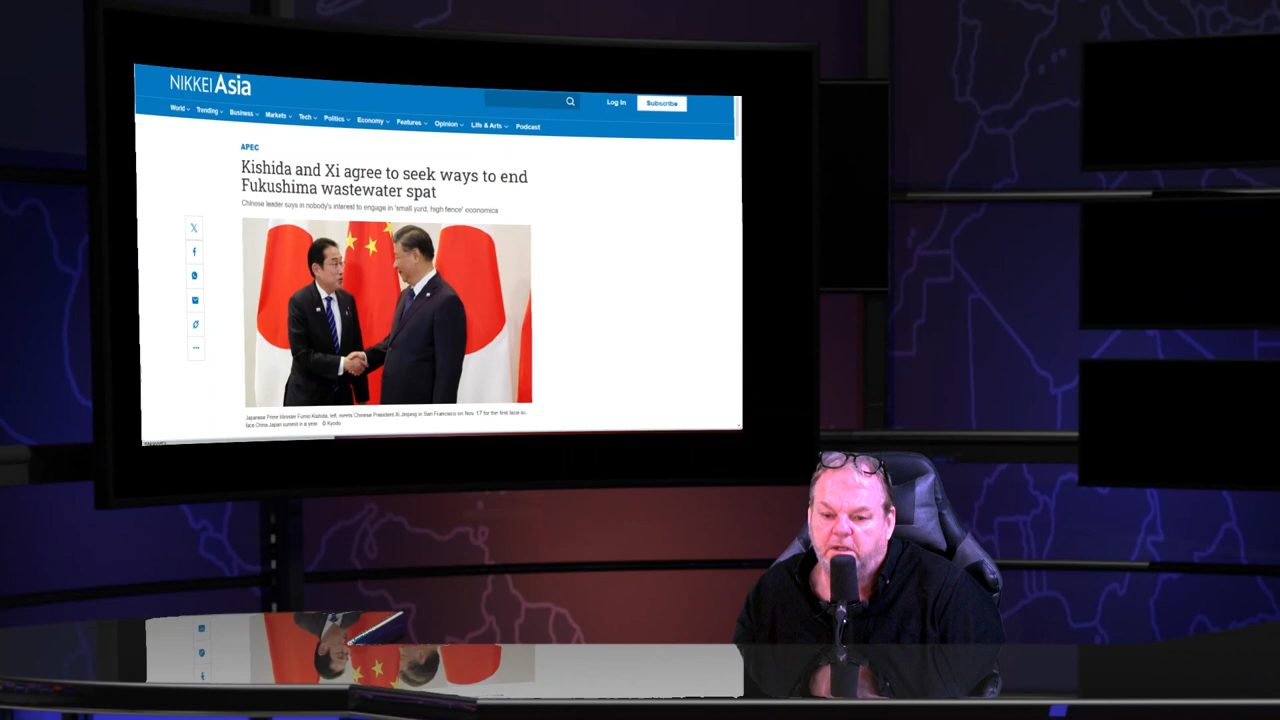 NIKKEI Asia
Log In
Subscribe
World
Trending
Business
Markets
Tech
Politics
Economy
Features
Opinion
Life & Arts
Podcast
APEC
Kishida and Xi agree to seek ways to end
Fukushima wastewater spat
Chinese leader says in nobody's interest to engage in 'small yard, high fence' economics
Japanese Prime Minister Fumio Kishida, left, meets Chinese President Xi Jinping in San Francisco on Nov. 17 for the first face-to-
face China Japan summit in a year. © Kyodo